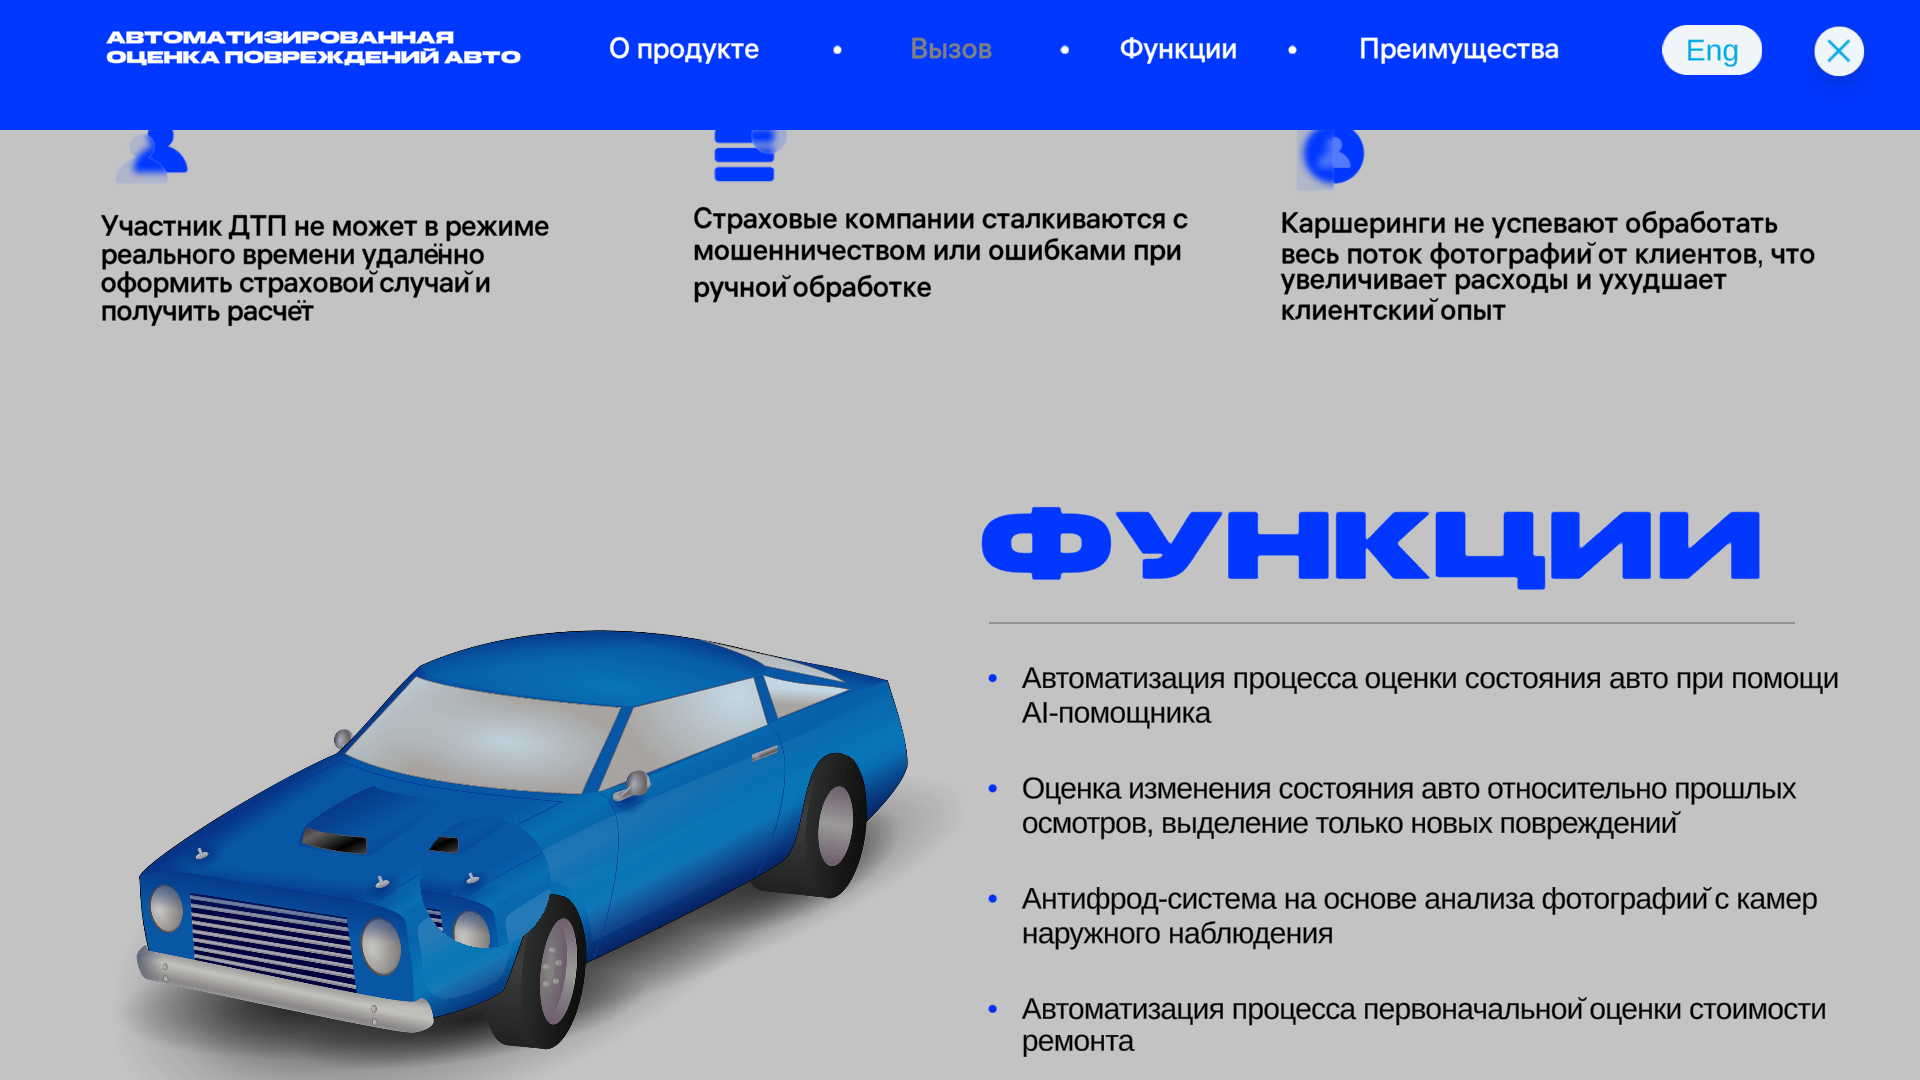 АВТОМАТИЗИРОВАННАЯ
ОЦЕНКА ПОВРЕЖДЕНИЙ АВТО
О продукте
Вызов
Функции
Преимущества
Eng
Участник ДТП не может в режиме
реального времени удалённо
оформить страховой случай и
получить расчёт
Страховые компании сталкиваются с
мошенничеством или ошибками при
ручной обработке
Каршеринги не успевают обработать
весь поток фотографий от клиентов, что
увеличивает расходы и ухудшает
клиентский опыт
ФУНКЦИИ
Автоматизация процесса оценки состояния авто при помощи
AI-помощника
Оценка изменения состояния авто относительно прошлых
осмотров, выделение только новых повреждений
Антифрод-система на основе анализа фотографий с камер
наружного наблюдения
Автоматизация процесса первоначальной оценки стоимости
ремонта